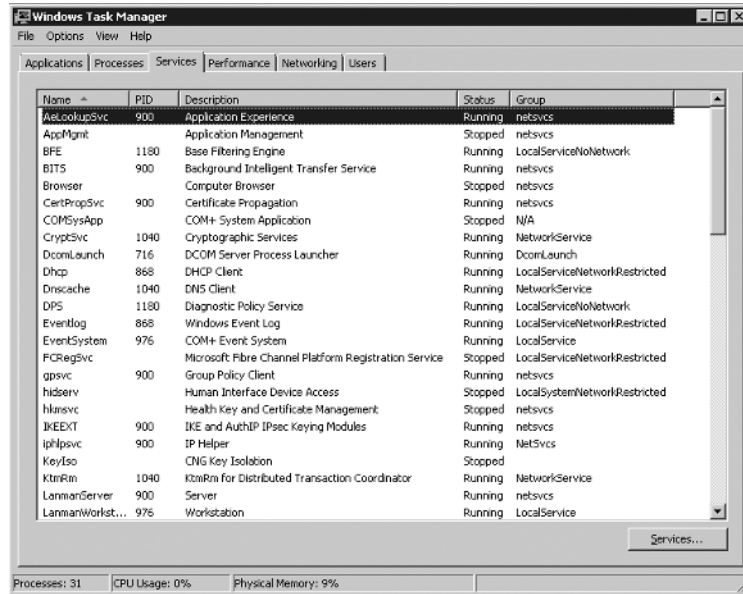 Windows Task Manager
File Options View Help
Applications Processes Services Performance Networking Users
Name PID Description Status Group
AeLookupSvc 900 Application Experience Running netsvcs
AppMgmt Application Management Stopped netsvcs
BFE 1180 Base Filtering Engine Running LocalServiceNoNetwork
BITS 900 Background Intelligent Transfer Service Running netsvcs
Browser Computer Browser Stopped netsvcs
CertPropSvc 900 Certificate Propagation Running netsvcs
COMSysApp COM+ System Application Stopped N/A
CryptSvc 1040 Cryptographic Services Running NetworkService
DcomLaunch 716 DCOM Server Process Launcher Running DcomLaunch
Dhcp 868 DHCP Client Running LocalServiceNetworkRestricted
Dnscache 1040 DNS Client Running NetworkService
DPS 1180 Diagnostic Policy Service Running LocalServiceNoNetwork
Eventlog 868 Windows Event Log Running LocalServiceNetworkRestricted
EventSystem 976 COM+ Event System Running LocalService
FCRegSvc Microsoft Fibre Channel Platform Registration Service Stopped LocalServiceNetworkRestricted
gpsvc 900 Group Policy Client Running netsvcs
hidserv Human Interface Device Access Stopped LocalSystemNetworkRestricted
hkmsvc Health Key and Certificate Management Stopped netsvcs
IKEEXT 900 IKE and AuthIP IPsec Keying Modules Running netsvcs
iphlpsvc 900 IP Helper Running NetSvcs
KeyIso CNG Key Isolation Stopped
KtmRm 1040 KtmRm for Distributed Transaction Coordinator Running NetworkService
LanmanServer 900 Server Running netsvcs
LanmanWorkst... 976 Workstation Running LocalService
Services...
Processes: 31 CPU Usage: 0% Physical Memory: 9%